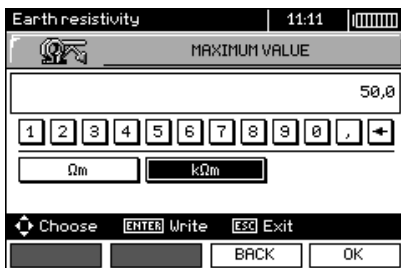 Earth resistivity 11:11
MAXIMUM VALUE
50,0
1 2 3 4 5 6 7 8 9 0 , ←
Ωm kΩm
Choose ENTER Write ESC Exit
BACK OK